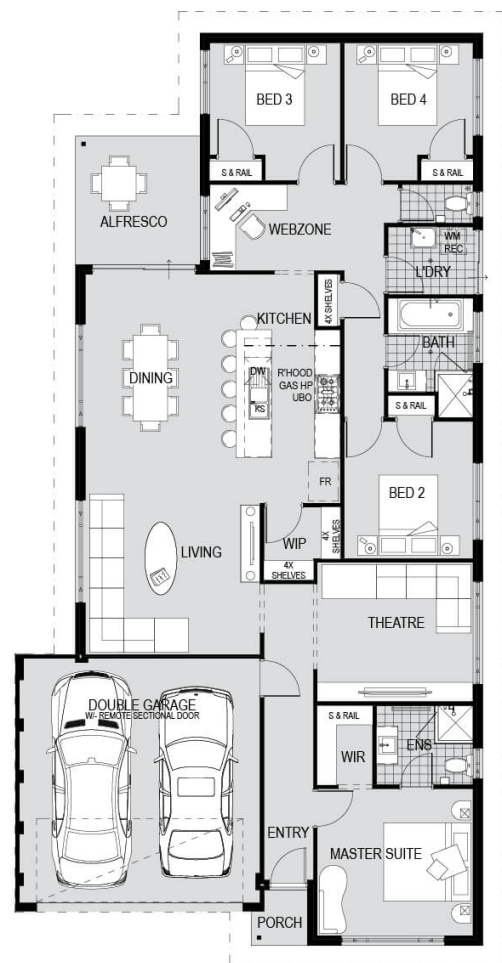 BED 3
BED 4
S & RAIL
S & RAIL
ALFRESCO
WEBZONE
WM
REC
L'DRY
4X SHELVES
KITCHEN
BATH
DINING
DW
R'HOOD
GAS HP
UBO
KS
S & RAIL
FR
BED 2
LIVING
WIP
4X
SHELVES
4X
SHELVES
THEATRE
DOUBLE GARAGE
W/- REMOTE SECTIONAL DOOR
S & RAIL
WIR
ENS
ENTRY
MASTER SUITE
PORCH